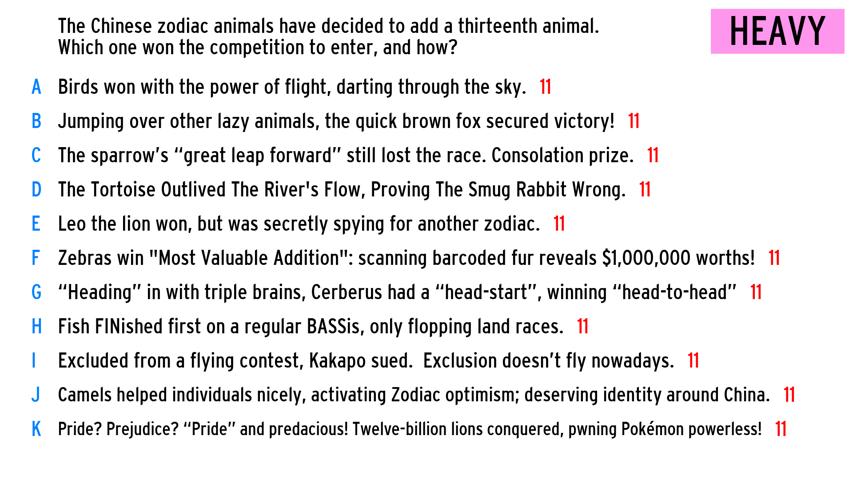 The Chinese zodiac animals have decided to add a thirteenth animal.
Which one won the competition to enter, and how?
HEAVY
A Birds won with the power of flight, darting through the sky. 11
B Jumping over other lazy animals, the quick brown fox secured victory! 11
C The sparrow's “great leap forward” still lost the race. Consolation prize. 11
D The Tortoise Outlived The River's Flow, Proving The Smug Rabbit Wrong. 11
E Leo the lion won, but was secretly spying for another zodiac. 11
F Zebras win "Most Valuable Addition": scanning barcoded fur reveals $1,000,000 worths! 11
G “Heading” in with triple brains, Cerberus had a “head-start”, winning “head-to-head” 11
H Fish FINished first on a regular BASSis, only flopping land races. 11
I Excluded from a flying contest, Kakapo sued. Exclusion doesn't fly nowadays. 11
J Camels helped individuals nicely, activating Zodiac optimism; deserving identity around China. 11
K Pride? Prejudice? “Pride” and predacious! Twelve-billion lions conquered, pwning Pokémon powerless! 11